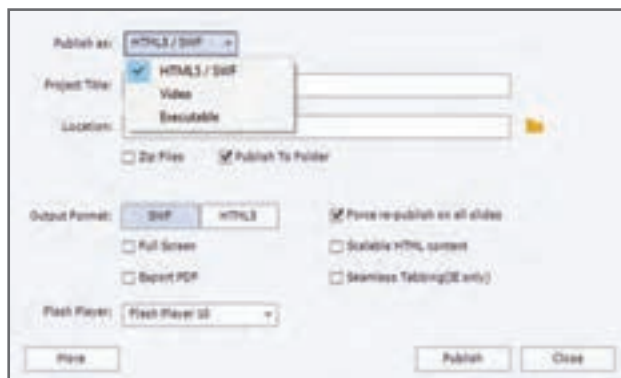 Publish as: HTML5 / SWF
HTML5 / SWF
Project Title:
Video
Executable
Location:
Zip Files Publish To Folder
Output Format: SWF HTML5 Force re-publish on all slides
Full Screen Scalable HTML content
Export PDF Seamless Tabbing(IE only)
Flash Player: Flash Player 10
More Publish Close